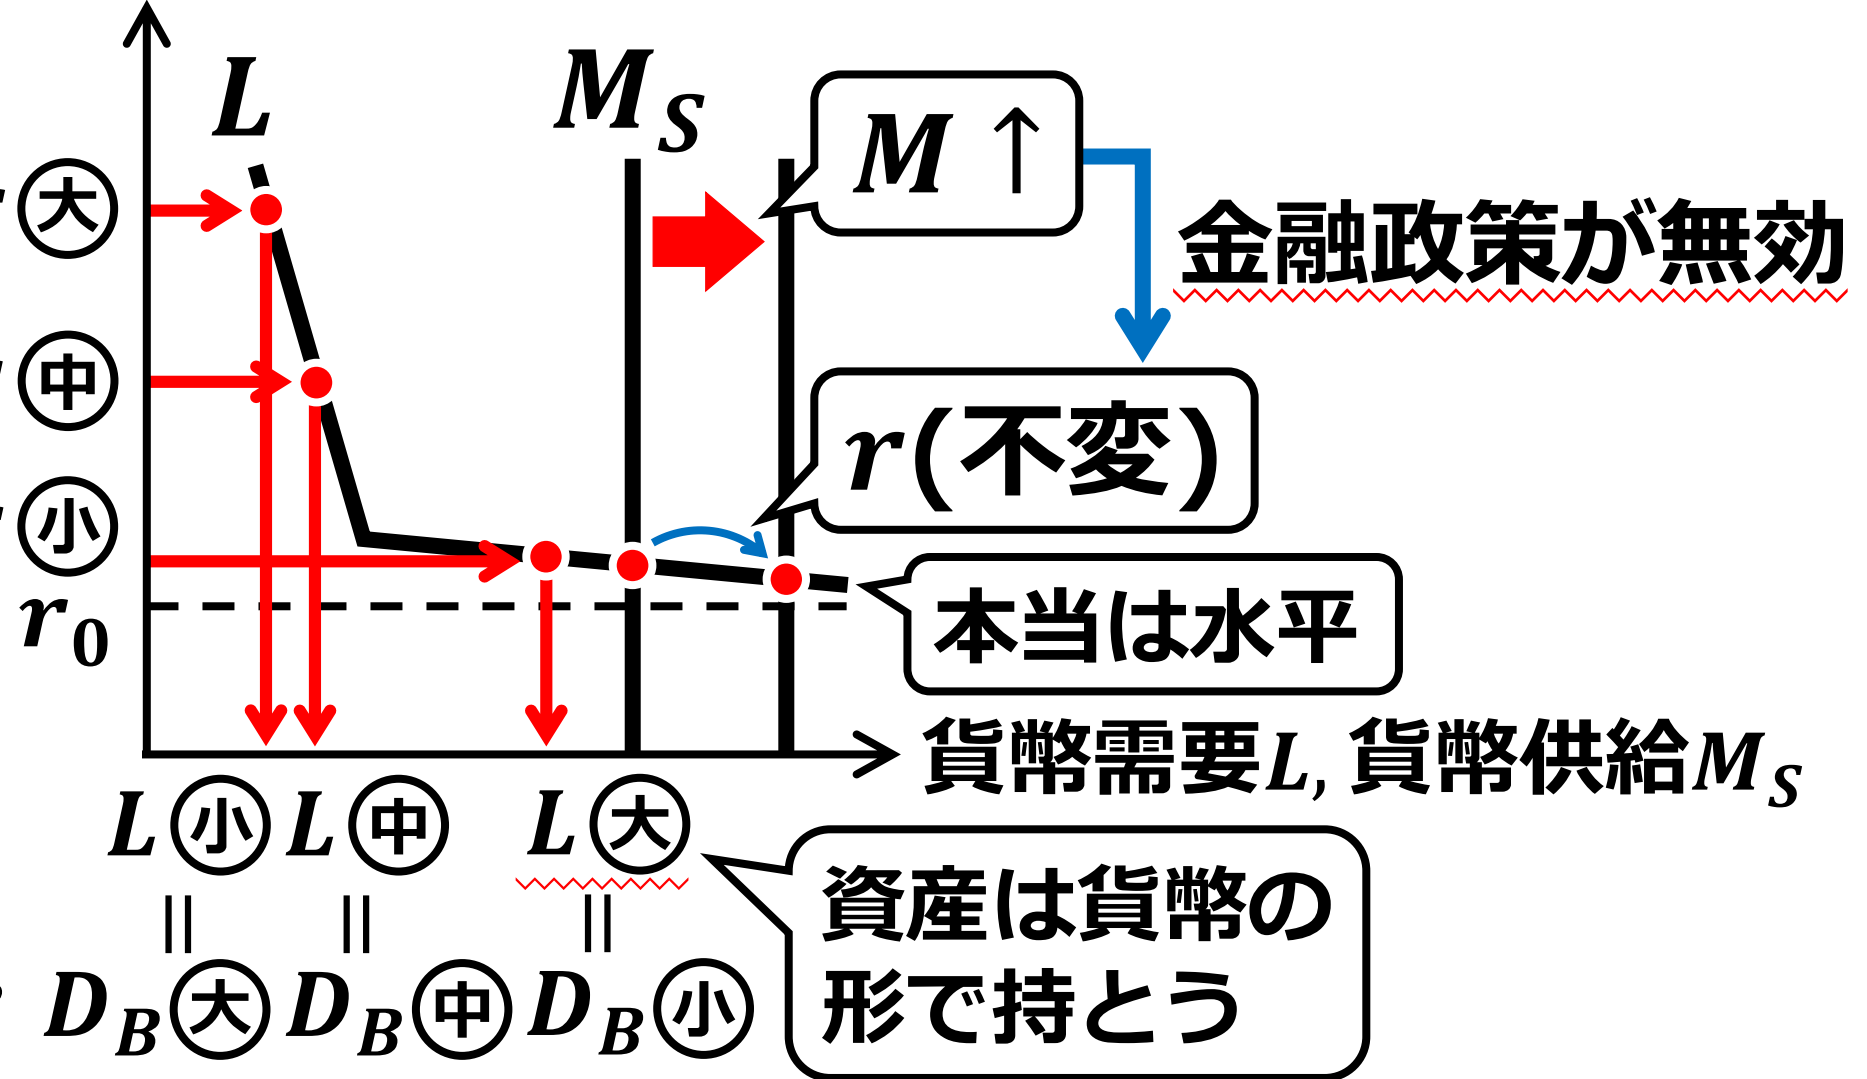 L
M_S
M ↑
大
金融政策が無効
中
r(不変)
小
r_0
本当は水平
貨幣需要L, 貨幣供給M_S
L小 L中 L大
|| || ||
資産は貨幣の
形で持とう
D_B大 D_B中 D_B小